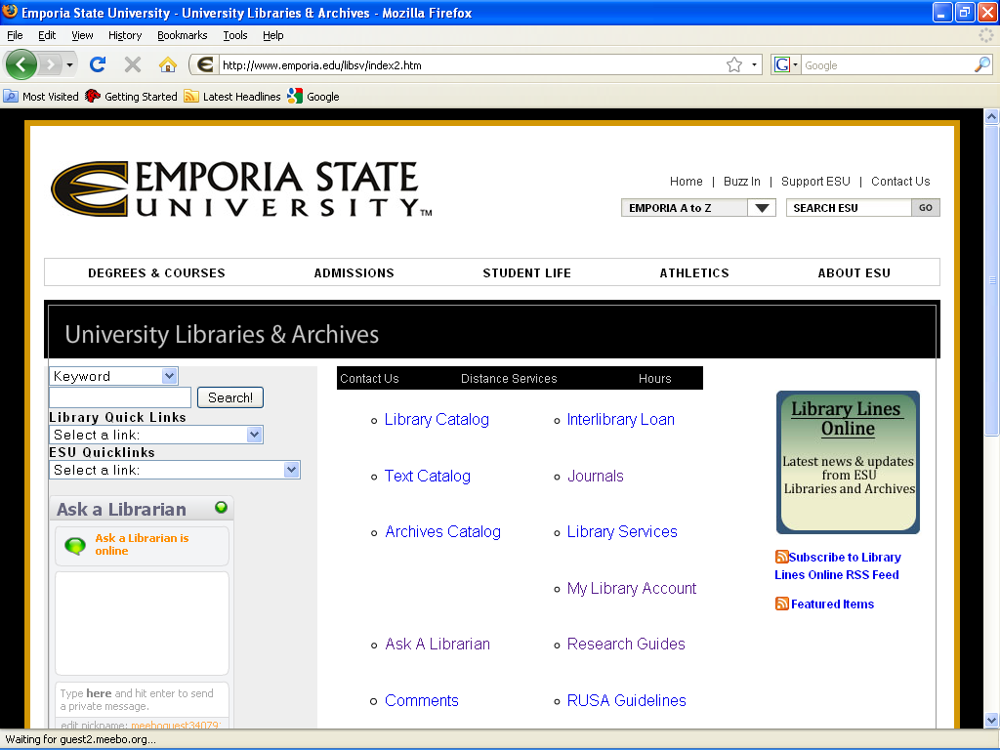 Emporia State University - University Libraries & Archives - Mozilla Firefox
File Edit View History Bookmarks Tools Help
http://www.emporia.edu/libsv/index2.htm
Google
Most Visited Getting Started Latest Headlines Google
EMPORIA STATE
UNIVERSITY™
Home | Buzz In | Support ESU | Contact Us
EMPORIA A to Z
SEARCH ESU GO
DEGREES & COURSES ADMISSIONS STUDENT LIFE ATHLETICS ABOUT ESU
University Libraries & Archives
Keyword
Search!
Library Quick Links
Select a link:
ESU Quicklinks
Select a link:
Ask a Librarian
Ask a Librarian is
online
Type here and hit enter to send
a private message.
edit nickname: meeboguest34079
Contact Us Distance Services Hours
Library Catalog Interlibrary Loan
Text Catalog Journals
Archives Catalog Library Services
My Library Account
Ask A Librarian Research Guides
Comments RUSA Guidelines
Library Lines
Online
Latest news & updates
from ESU
Libraries and Archives
Subscribe to Library
Lines Online RSS Feed
Featured Items
Waiting for guest2.meebo.org...